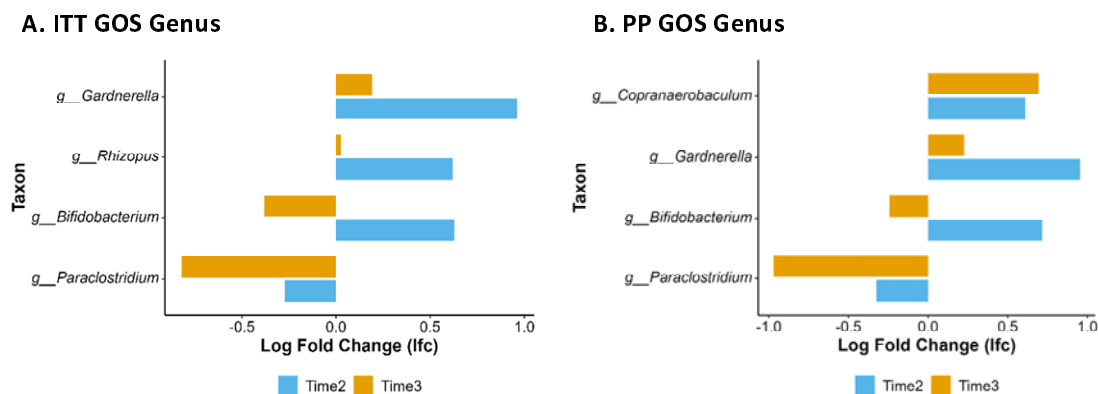 A. ITT GOS Genus
Taxon
g__Gardnerella
g__Rhizopus
g__Bifidobacterium
g__Paraclostridium
-0.5 0.0 0.5 1.0
Log Fold Change (lfc)
Time2 Time3
B. PP GOS Genus
Taxon
g__Copranaerobaculum
g__Gardnerella
g__Bifidobacterium
g__Paraclostridium
-1.0 -0.5 0.0 0.5 1.0
Log Fold Change (lfc)
Time2 Time3